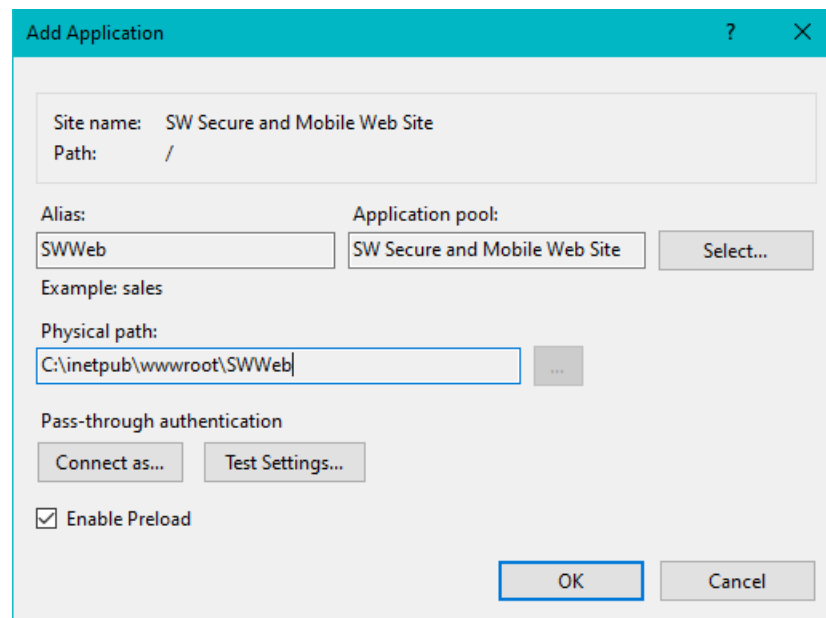 Add Application
?
Site name: SW Secure and Mobile Web Site
Path: /
Alias: Application pool:
SWWeb SW Secure and Mobile Web Site Select...
Example: sales
Physical path:
C:\inetpub\wwwroot\SWWeb ...
Pass-through authentication
Connect as... Test Settings...
Enable Preload
OK Cancel